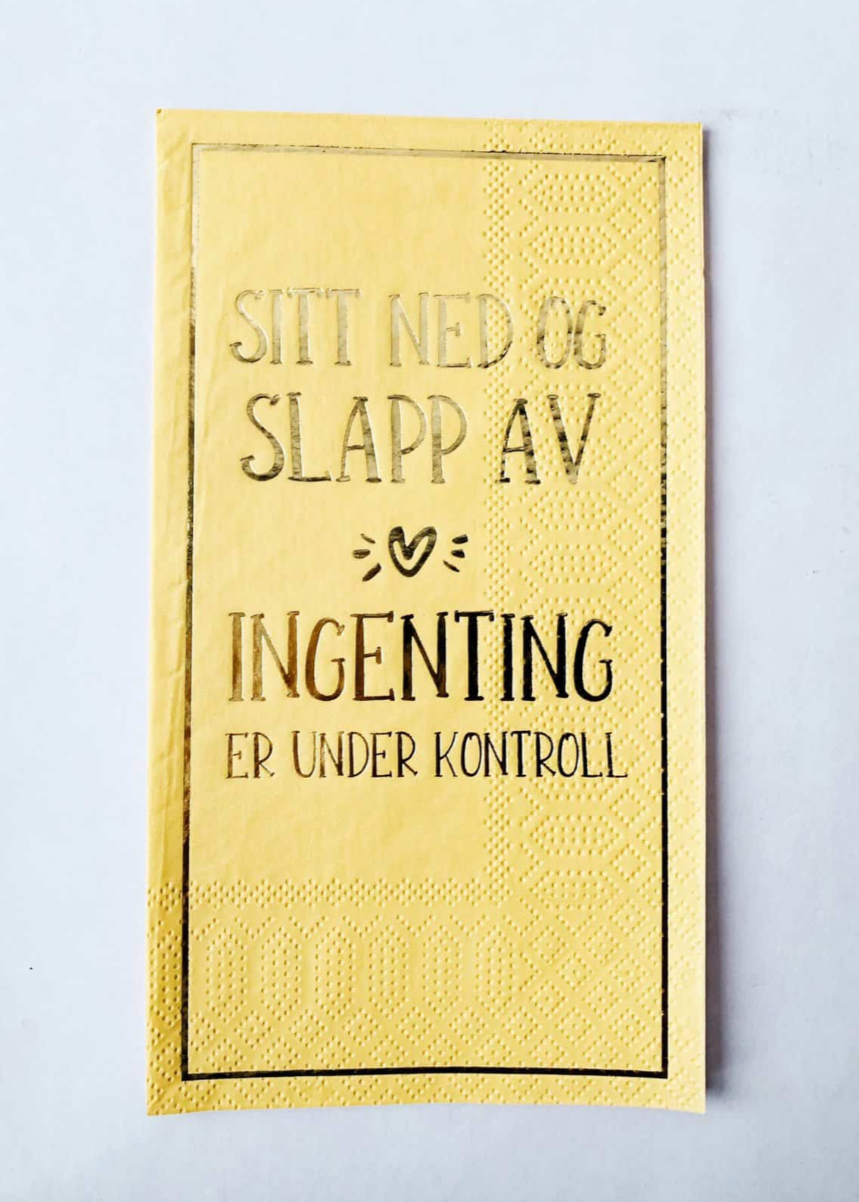 SITT NED OG
SLAPP AV
INGENTING
ER UNDER KONTROLL